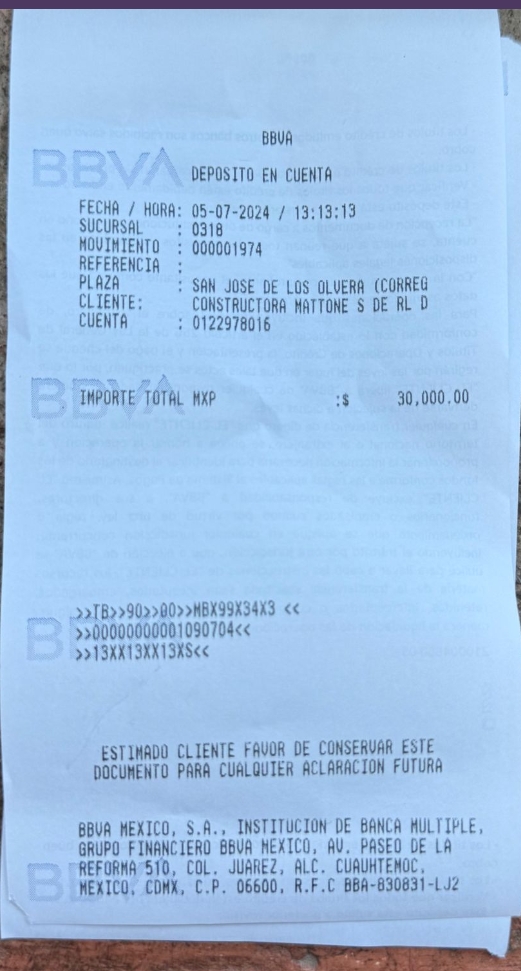 BBVA
BBVA
DEPOSITO EN CUENTA
FECHA / HORA: 05-07-2024 / 13:13:13
SUCURSAL : 0318
MOVIMIENTO : 000001974
REFERENCIA :
PLAZA : SAN JOSE DE LOS OLVERA (CORREG
CLIENTE: CONSTRUCTORA MATTONE S DE RL D
CUENTA : 0122978016
BBVA
IMPORTE TOTAL MXP :$ 30,000.00
>>TB>>90>>00>>MBX99X34X3 <<
>>00000000001090704<<
>>13XX13XX13XS<<
ESTIMADO CLIENTE FAVOR DE CONSERVAR ESTE
DOCUMENTO PARA CUALQUIER ACLARACION FUTURA
BBVA MEXICO, S.A., INSTITUCION DE BANCA MULTIPLE,
GRUPO FINANCIERO BBVA MEXICO, AV. PASEO DE LA
REFORMA 510, COL. JUAREZ, ALC. CUAUHTEMOC,
MEXICO, CDMX, C.P. 06600, R.F.C BBA-830831-LJ2